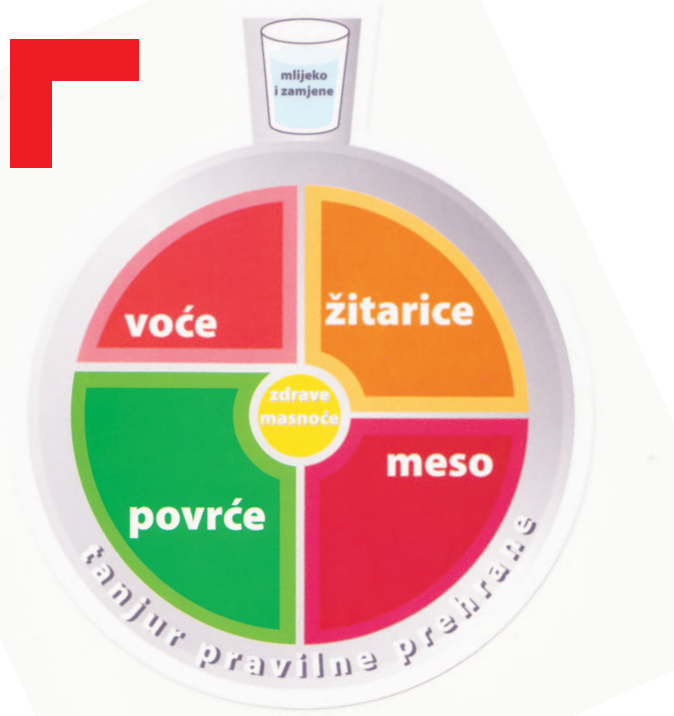 mlijeko
i zamjene
voće
žitarice
zdrave
masnoće
povrće
meso
tanjur pravilne prehrane